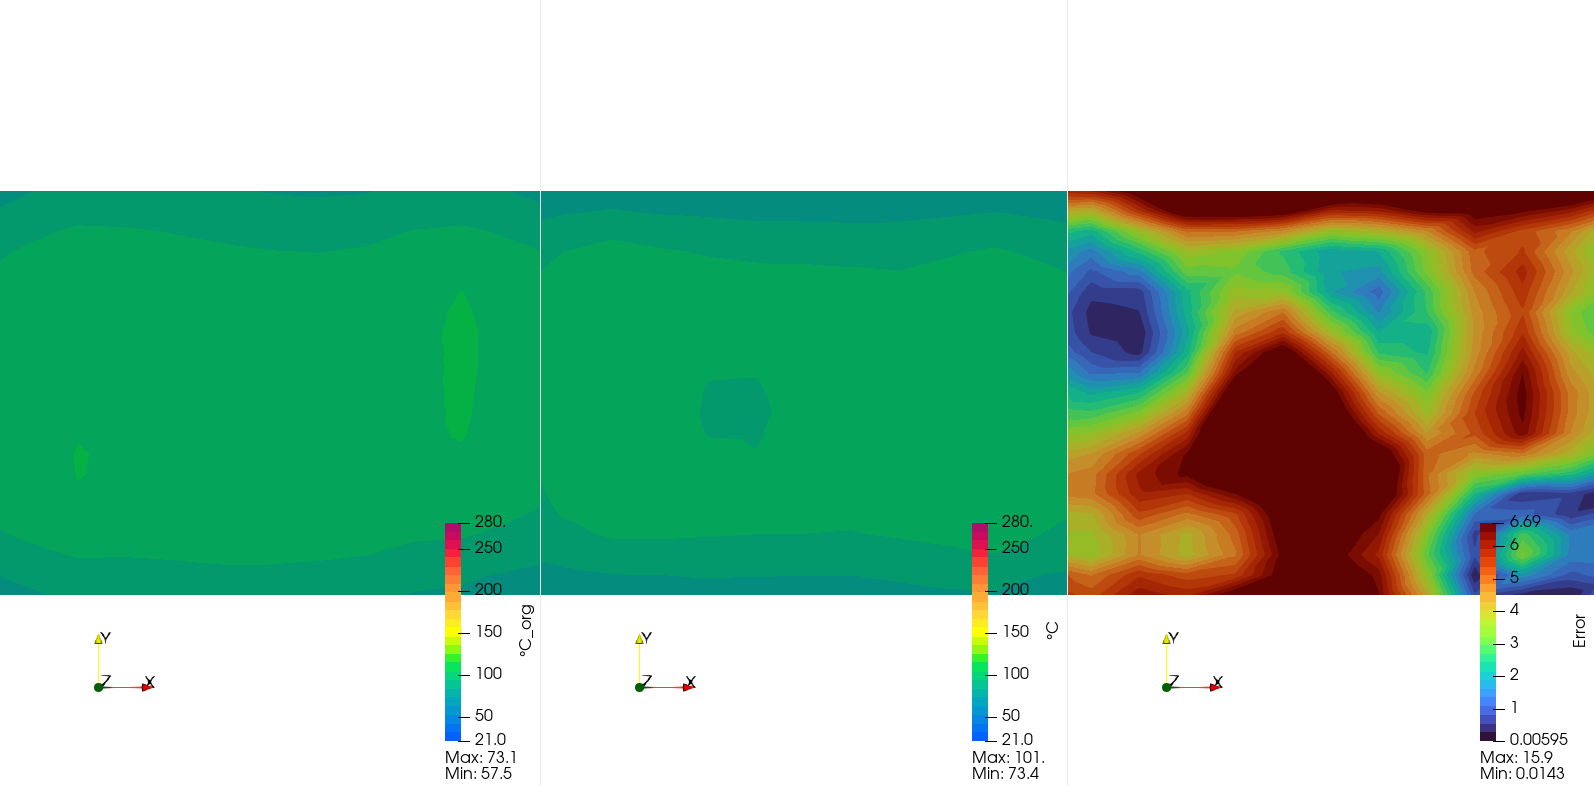 280.
250
200
150
100
50
21.0
°C_org
Max: 73.1
Min: 57.5
Y
Z
X
280.
250
200
150
100
50
21.0
°C
Max: 101.
Min: 73.4
Y
Z
X
6.69
6
5
4
3
2
1
0.00595
Error
Max: 15.9
Min: 0.0143
Y
Z
X